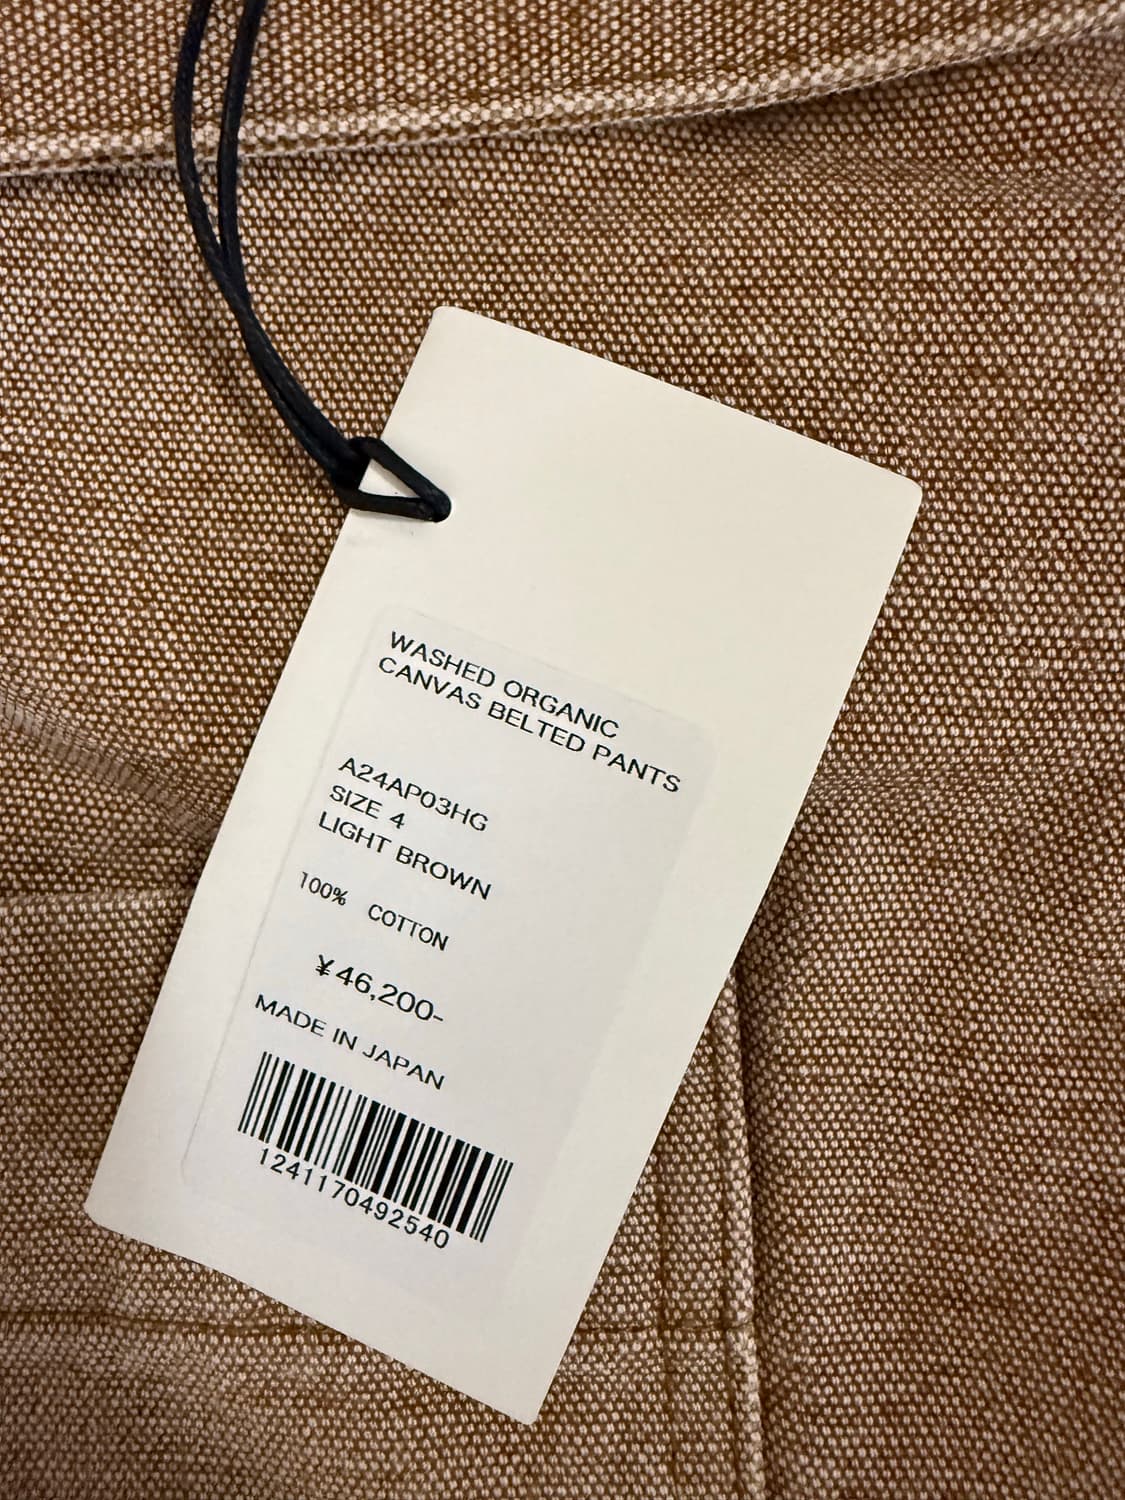 WASHED ORGANIC
CANVAS BELTED PANTS
A24AP03HG
SIZE 4
LIGHT BROWN
100% COTTON
¥46,200-
MADE IN JAPAN
1241170492540